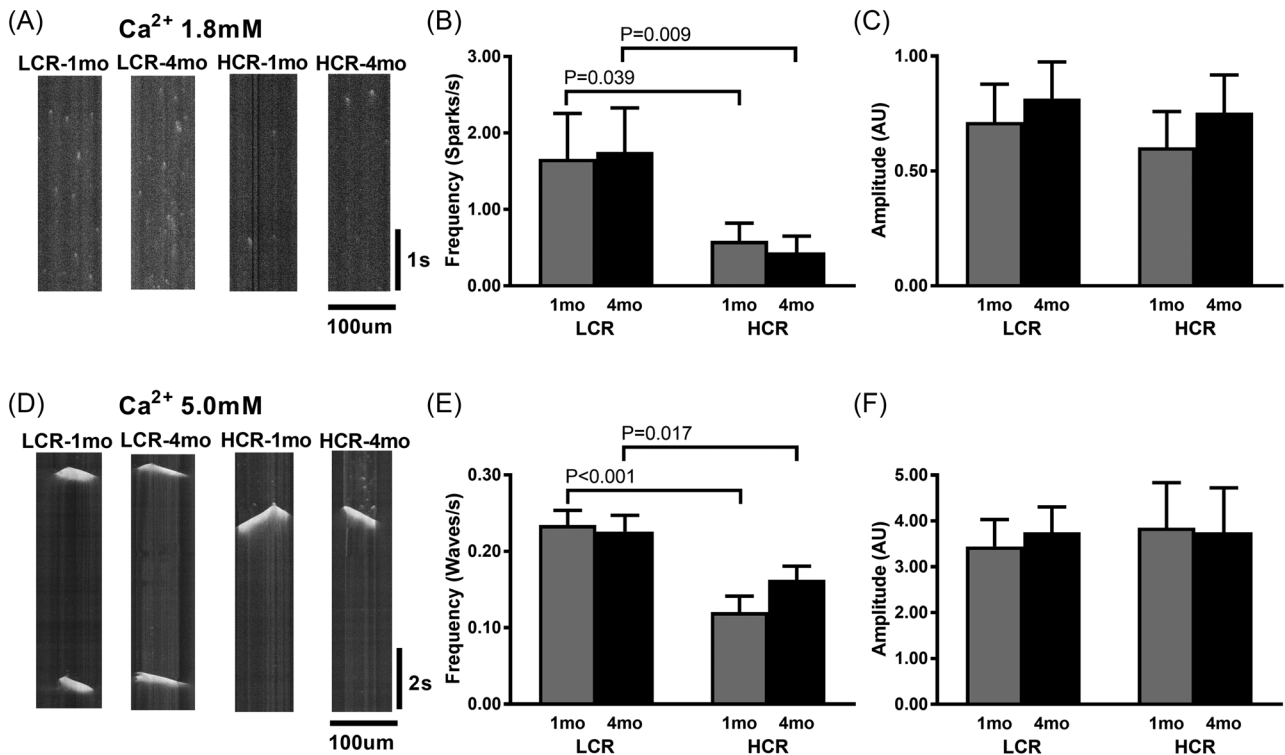 (A)
Ca²⁺ 1.8mM
LCR-1mo LCR-4mo HCR-1mo HCR-4mo
1s
100um
(B)
P=0.009
P=0.039
Frequency (Sparks/s)
3.00
2.00
1.00
0.00
1mo 4mo 1mo 4mo
LCR HCR
(C)
Amplitude (AU)
1.00
0.50
0.00
1mo 4mo 1mo 4mo
LCR HCR
(D)
Ca²⁺ 5.0mM
LCR-1mo LCR-4mo HCR-1mo HCR-4mo
2s
100um
(E)
P=0.017
P<0.001
Frequency (Waves/s)
0.30
0.20
0.10
0.00
1mo 4mo 1mo 4mo
LCR HCR
(F)
Amplitude (AU)
5.00
4.00
3.00
2.00
1.00
0.00
1mo 4mo 1mo 4mo
LCR HCR